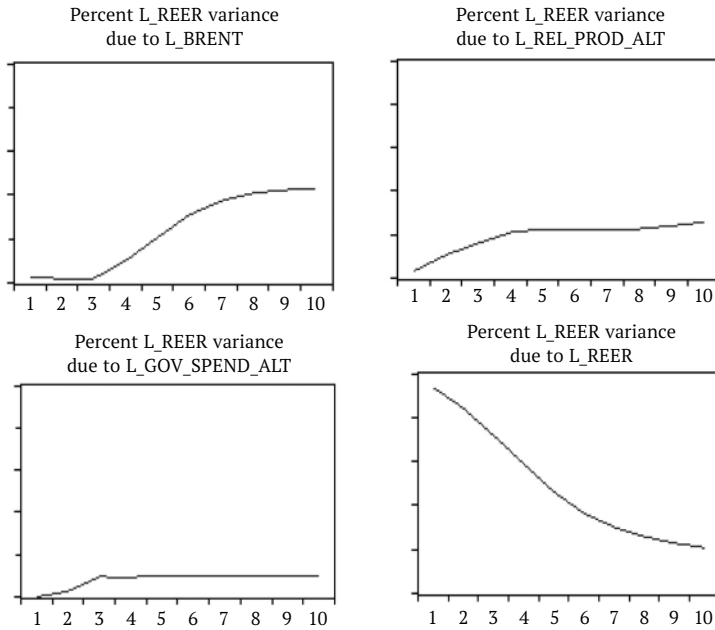 Percent L_REER variance
due to L_BRENT
1 2 3 4 5 6 7 8 9 10
Percent L_REER variance
due to L_REL_PROD_ALT
1 2 3 4 5 6 7 8 9 10
Percent L_REER variance
due to L_GOV_SPEND_ALT
1 2 3 4 5 6 7 8 9 10
Percent L_REER variance
due to L_REER
1 2 3 4 5 6 7 8 9 10